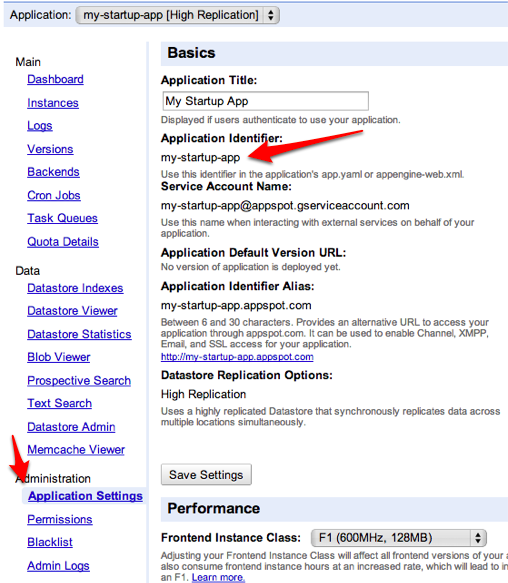 Application: my-startup-app [High Replication]
Main
Dashboard
Instances
Logs
Versions
Backends
Cron Jobs
Task Queues
Quota Details
Data
Datastore Indexes
Datastore Viewer
Datastore Statistics
Blob Viewer
Prospective Search
Text Search
Datastore Admin
Memcache Viewer
Administration
Application Settings
Permissions
Blacklist
Admin Logs
Basics
Application Title:
My Startup App
Displayed if users authenticate to use your application.
Application Identifier:
my-startup-app
Use this identifier in the application's app.yaml or appengine-web.xml.
Service Account Name:
my-startup-app@appspot.gserviceaccount.com
Use this name when interacting with external services on behalf of your
application.
Application Default Version URL:
No version of application is deployed yet.
Application Identifier Alias:
my-startup-app.appspot.com
Between 6 and 30 characters. Provides an alternative URL to access your
application through appspot.com. It can be used to enable Channel, XMPP,
Email, and SSL access for your application.
http://my-startup-app.appspot.com
Datastore Replication Options:
High Replication
Uses a highly replicated Datastore that synchronously replicates data across
multiple locations simultaneously.
Save Settings
Performance
Frontend Instance Class: F1 (600MHz, 128MB)
Adjusting your Frontend Instance Class will affect all frontend versions of your
also consume frontend instance hours at an increased rate, which will lead to in
an F1. Learn more.